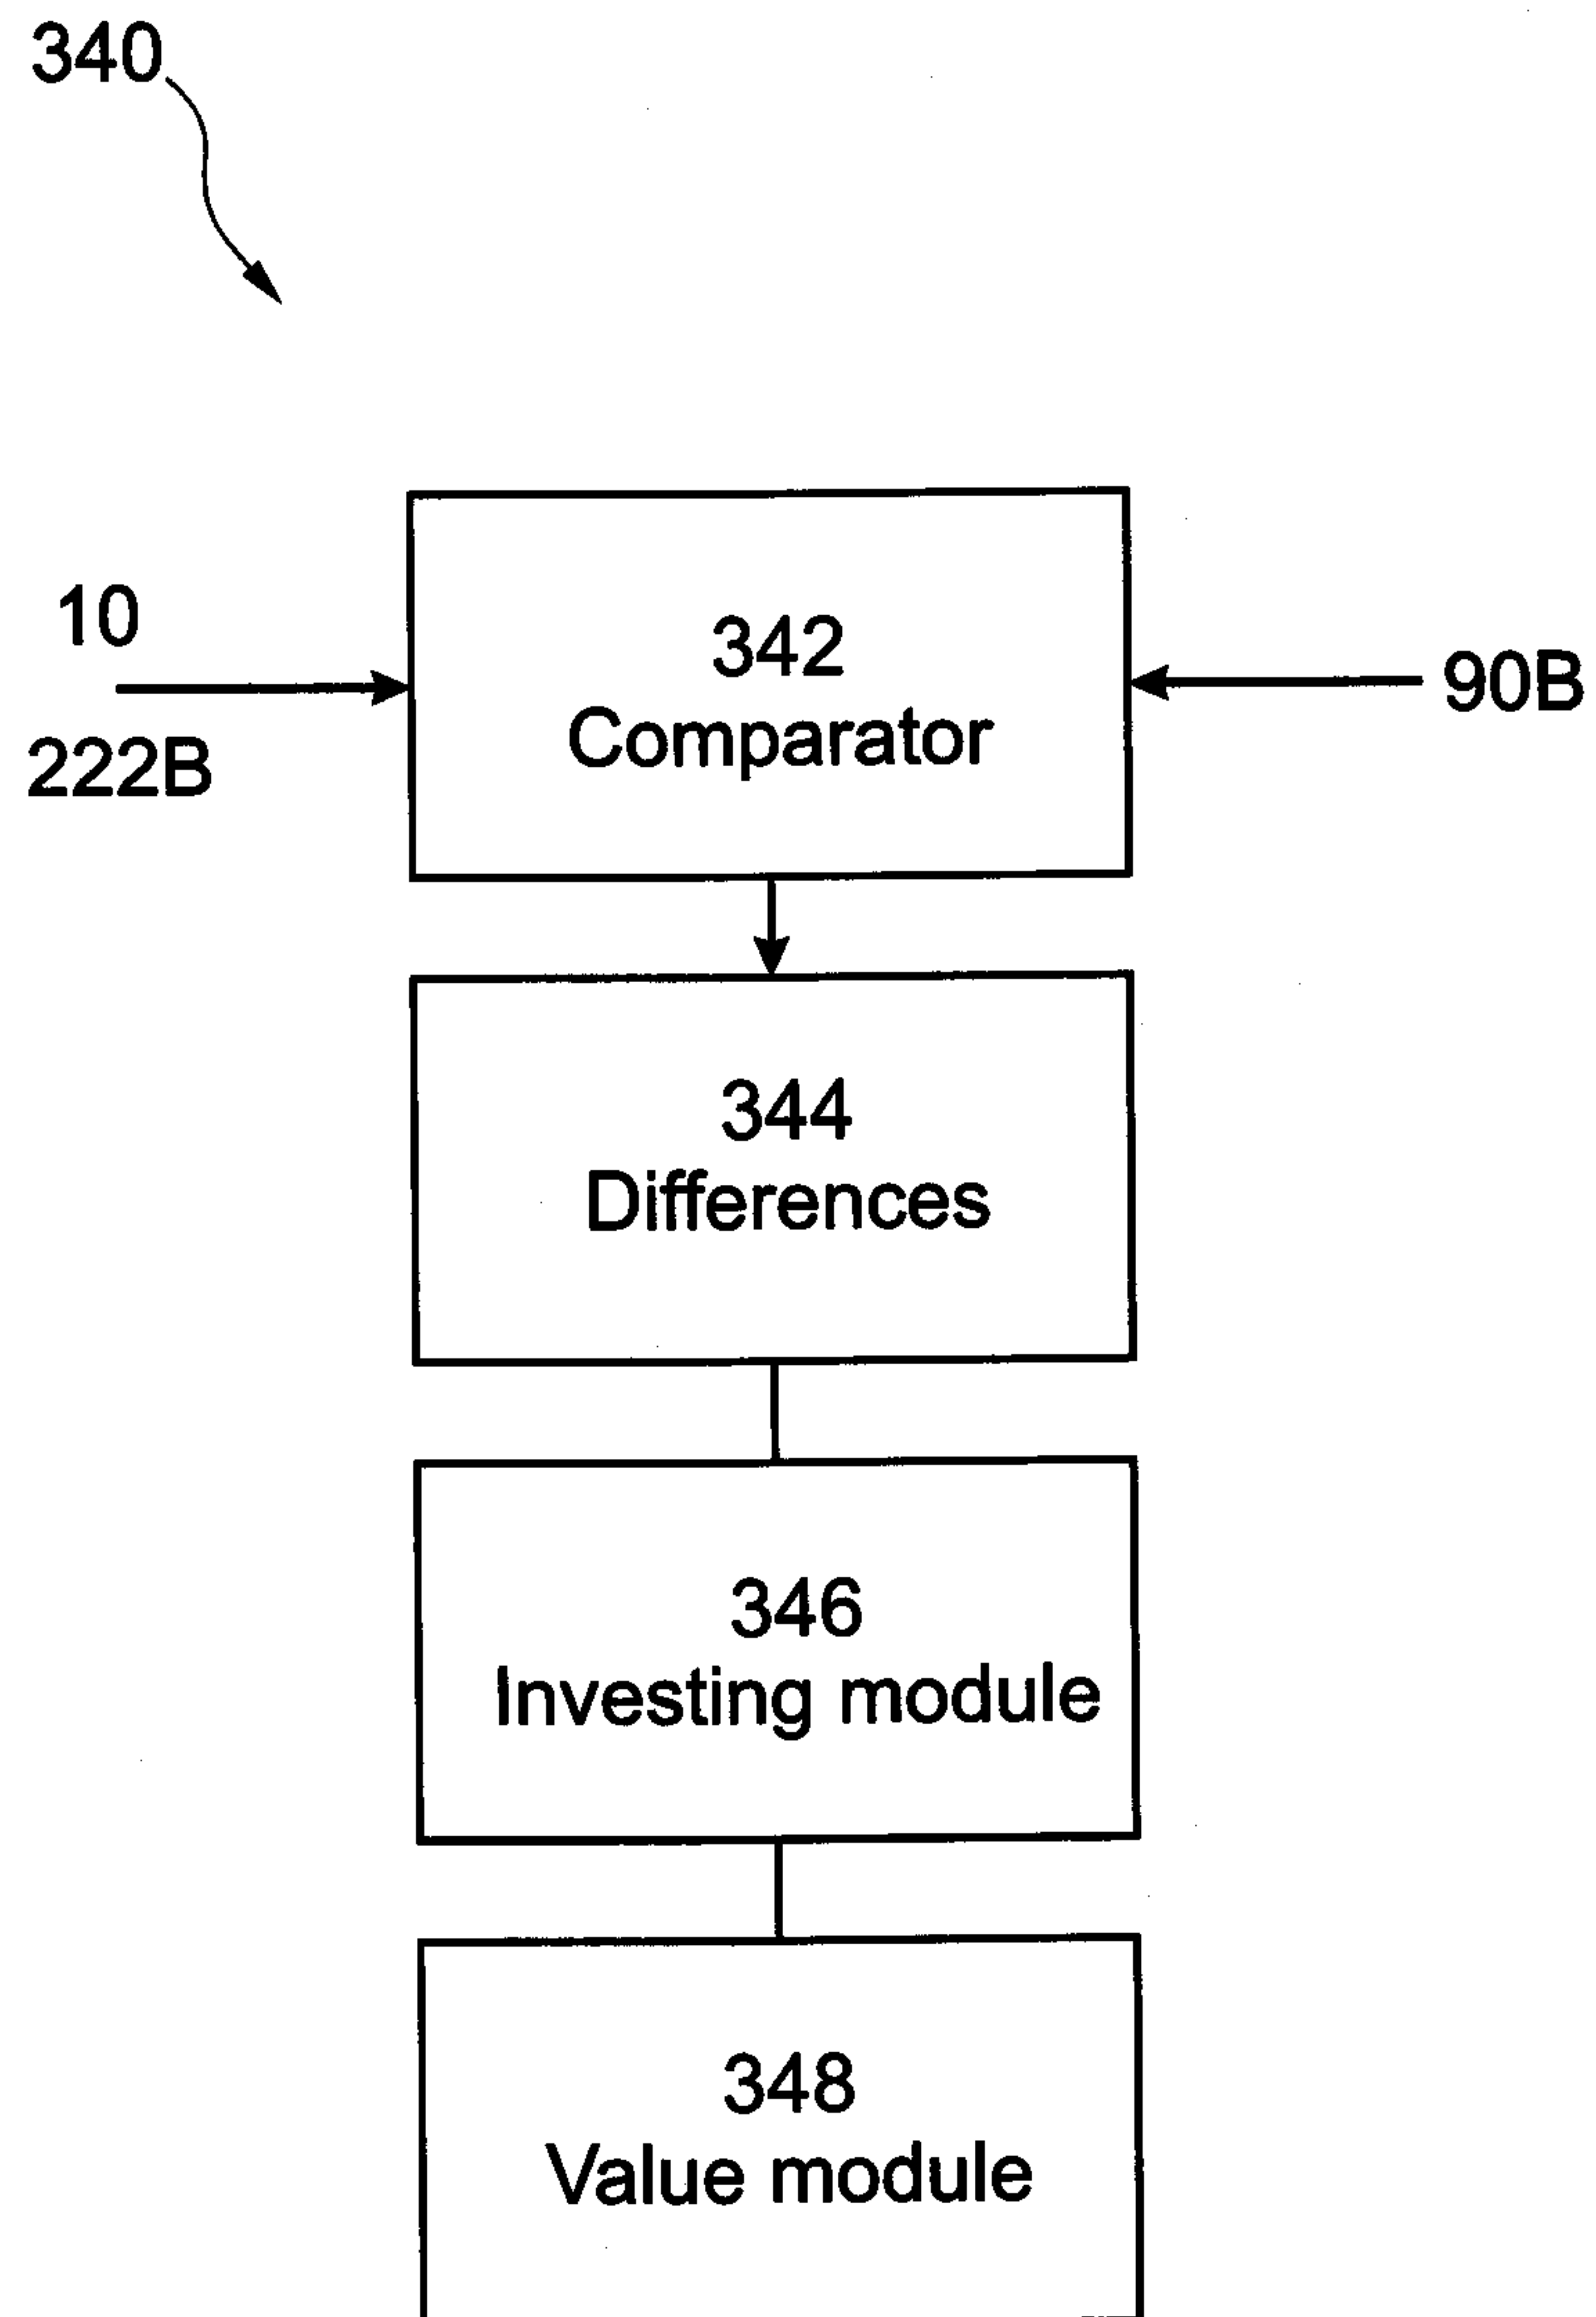 340
10
222B
342
Comparator
90B
344
Differences
346
Investing module
348
Value module